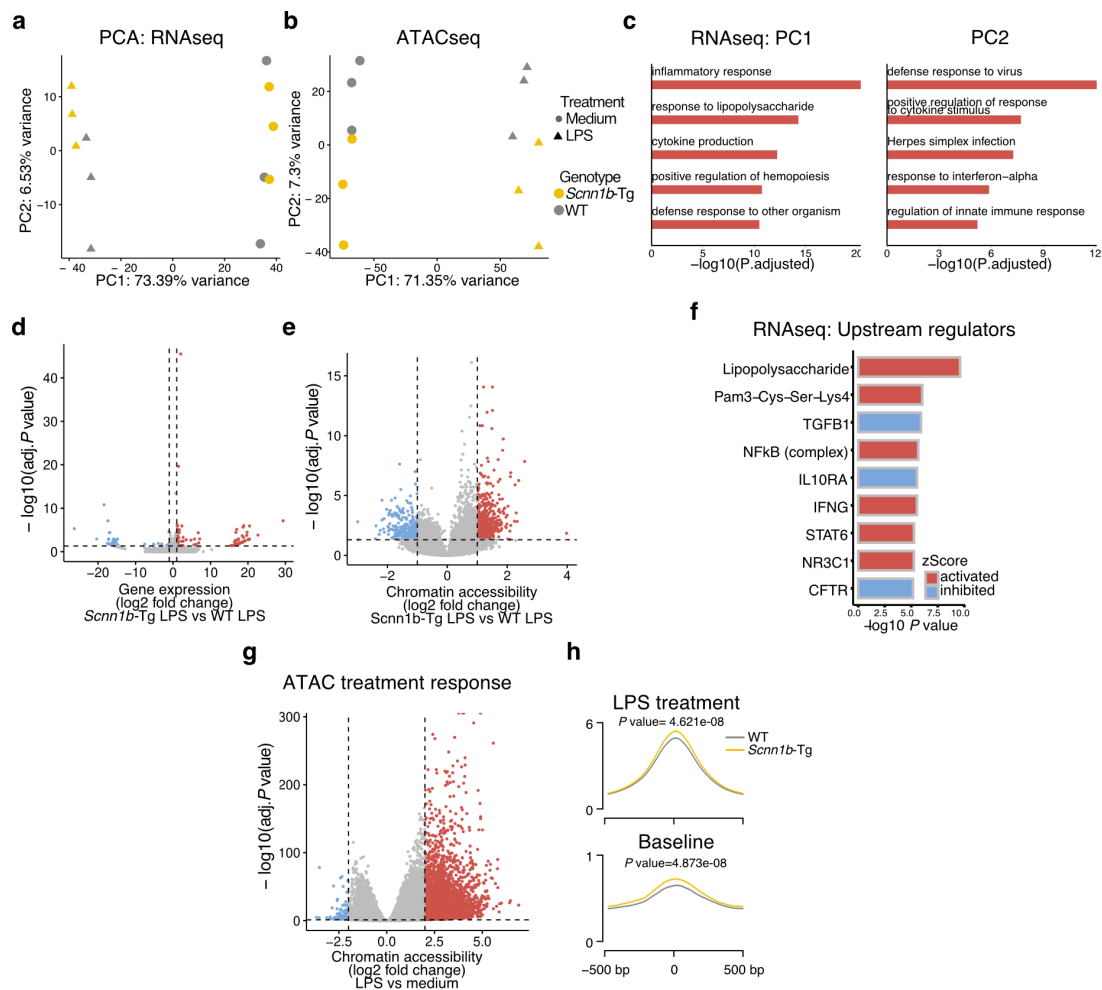 a
PCA: RNAseq
PC2: 6.53% variance
10
0
−10
− 40
−20
0
20
40
PC1: 73.39% variance
b
ATACseq
PC2: 7.3% variance
20
0
− 20
− 40
− 50
0
50
PC1: 71.35% variance
Treatment
Medium
LPS
Genotype
Scnn1b-Tg
WT
c
RNAseq: PC1
inflammatory response
response to lipopolysaccharide
cytokine production
positive regulation of hemopoiesis
defense response to other organism
0
5
10
15
20
−log10(P.adjusted)
PC2
defense response to virus
positive regulation of response
to cytokine stimulus
Herpes simplex infection
response to interferon−alpha
regulation of innate immune response
0
3
6
9
12
−log10(P.adjusted)
d
− log10(adj.P value)
40
30
20
10
0
−20
−10
0
10
20
30
Gene expression
(log2 fold change)
Scnn1b-Tg LPS vs WT LPS
e
− log10(adj.P value)
15
10
5
0
−2
0
2
4
Chromatin accessibility
(log2 fold change)
Scnn1b-Tg LPS vs WT LPS
f
RNAseq: Upstream regulators
Lipopolysaccharide
Pam3−Cys−Ser−Lys4
TGFB1
NFkB (complex)
IL10RA
IFNG
STAT6
NR3C1
CFTR
zScore
activated
inhibited
0.0
2.5
5.0
7.5
10.0
−log10 P value
g
ATAC treatment response
− log10(adj.P value)
300
200
100
0
−2.5
0.0
2.5
5.0
Chromatin accessibility
(log2 fold change)
LPS vs medium
h
LPS treatment
P value= 4.621e-08
6
0
WT
Scnn1b-Tg
Baseline
P value=4.873e-08
1
0
−500 bp
0
500 bp